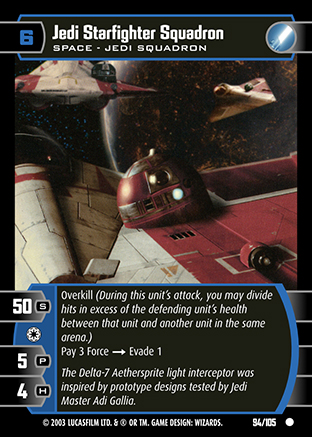 6
Jedi Starfighter Squadron
SPACE - JEDI SQUADRON
50 S
Overkill (During this unit's attack, you may divide
hits in excess of the defending unit's health
between that unit and another unit in the same
arena.)
Pay 3 Force → Evade 1
5 P
The Delta-7 Aethersprite light interceptor was
inspired by prototype designs tested by Jedi
Master Adi Gallia.
4 H
© 2003 LUCASFILM LTD. & ® OR TM. GAME DESIGN: WIZARDS.
94/105